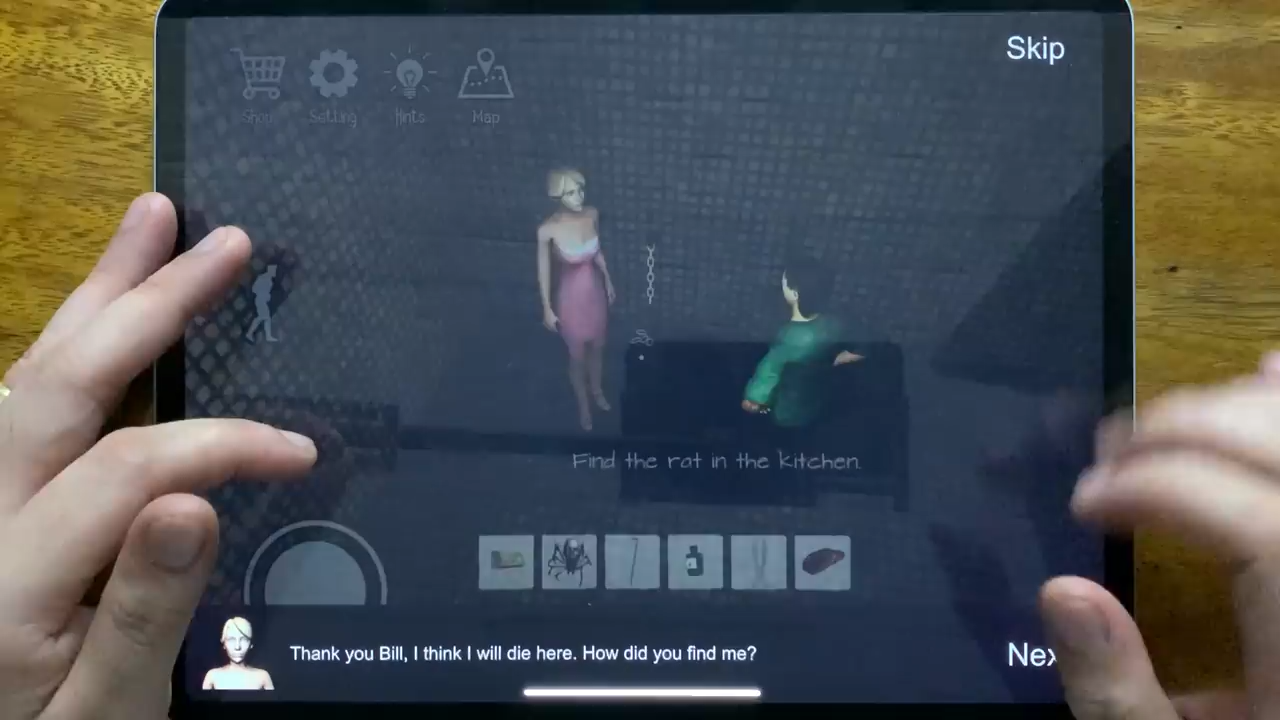 Skip
Shop
Setting
Hints
Map
Find the rat in the kitchen.
Thank you Bill, I think I will die here. How did you find me?
Nex